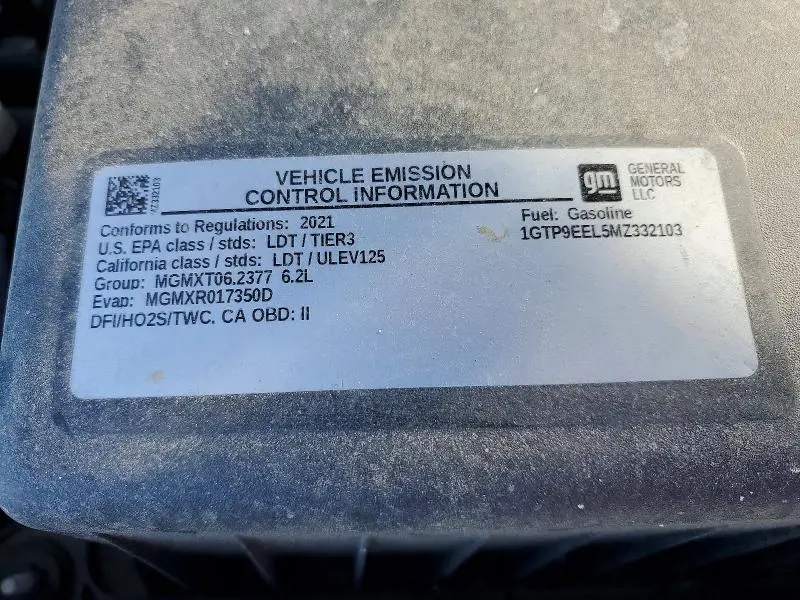 VEHICLE EMISSION
CONTROL INFORMATION
gm
GENERAL
MOTORS
LLC
Z332103
Conforms to Regulations: 2021
U.S. EPA class / stds: LDT / TIER3
California class / stds: LDT / ULEV125
Group: MGMXT06.2377 6.2L
Evap: MGMXR017350D
DFI/HO2S/TWC. CA OBD: II
Fuel: Gasoline
1GTP9EEL5MZ332103